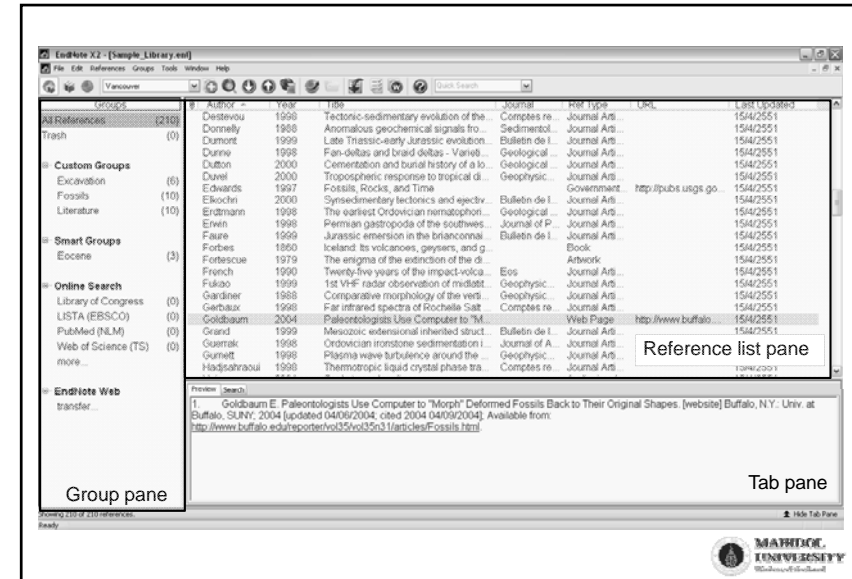 EndNote X2 - [Sample_Library.enl]
File Edit References Groups Tools Window Help
Vancouver
Quick Search
Groups
All References (210)
Trash (0)
Custom Groups
Excavation (6)
Fossils (10)
Literature (10)
Smart Groups
Eocene (3)
Online Search
Library of Congress (0)
LISTA (EBSCO) (0)
PubMed (NLM) (0)
Web of Science (TS) (0)
more...
EndNote Web
transfer...
Group pane
Author Year Title Journal Ref Type URL Last Updated
Destevou 1998 Tectonic-sedimentary evolution of the... Comptes re... Journal Arti... 15/4/2551
Donnelly 1988 Anomalous geochemical signals fro... Sedimentol... Journal Arti... 15/4/2551
Dumont 1999 Late Triassic-early Jurassic evolution... Bulletin de l... Journal Arti... 15/4/2551
Dunne 1998 Fan-deltas and braid deltas - Varieti... Geological ... Journal Arti... 15/4/2551
Dutton 2000 Cementation and burial history of a lo... Geological ... Journal Arti... 15/4/2551
Duvel 2000 Tropospheric response to tropical di... Geophysic... Journal Arti... 15/4/2551
Edwards 1997 Fossils, Rocks, and Time Government... http://pubs.usgs.go... 15/4/2551
Elkochri 2000 Synsedimentary tectonics and ejectiv... Bulletin de l... Journal Arti... 15/4/2551
Erdtmann 1998 The earliest Ordovician nematophori... Geological ... Journal Arti... 15/4/2551
Erwin 1998 Permian gastropoda of the southwes... Journal of P... Journal Arti... 15/4/2551
Faure 1999 Jurassic emersion in the brianconnai... Bulletin de l... Journal Arti... 15/4/2551
Forbes 1860 Iceland: Its volcanoes, geysers, and g... Book 15/4/2551
Fortescue 1979 The enigma of the extinction of the di... Artwork 15/4/2551
French 1990 Twenty-five years of the impact-volca... Eos Journal Arti... 15/4/2551
Fukao 1999 1st VHF radar observation of midlatit... Geophysic... Journal Arti... 15/4/2551
Gardiner 1988 Comparative morphology of the verti... Geophysic... Journal Arti... 15/4/2551
Gerbaux 1998 Far infrared spectra of Rochelle Salt ... Comptes re... Journal Arti... 15/4/2551
Goldbaum 2004 Paleontologists Use Computer to "M... Web Page http://www.buffalo.... 15/4/2551
Grand 1999 Mesozoic extensional inherited struct... Bulletin de l... Journal Arti... 15/4/2551
Guerrak 1998 Ordovician ironstone sedimentation i... Journal of A... Journal Arti...
Gurnett 1998 Plasma wave turbulence around the ... Geophysic... Journal Arti...
Hadjsahraoui 1998 Thermotropic liquid crystal phase tra... Comptes re... Journal Arti... 15/4/2551
Reference list pane
Preview Search
1. Goldbaum E. Paleontologists Use Computer to "Morph" Deformed Fossils Back to Their Original Shapes. [website] Buffalo, N.Y.: Univ. at
Buffalo, SUNY; 2004 [updated 04/06/2004; cited 2004 04/09/2004]; Available from:
http://www.buffalo.edu/reporter/vol35/vol35n31/articles/Fossils.html.
Tab pane
Showing 210 of 210 references.
Hide Tab Pane
Ready
MAHIDOL
UNIVERSITY
Wisdom of the Land